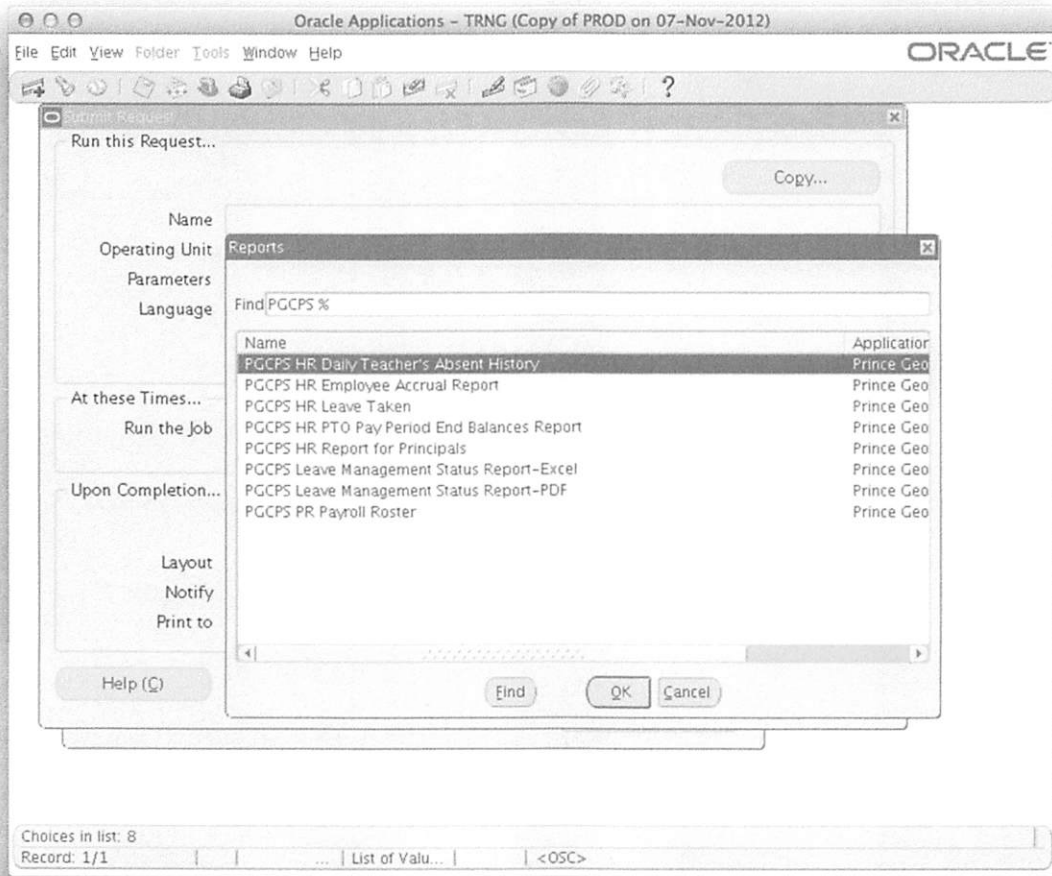 Oracle Applications – TRNG (Copy of PROD on 07-Nov-2012)
File Edit View Folder Tools Window Help
ORACLE
?
Submit Request
Run this Request...
Copy...
Name
Operating Unit
Parameters
Language
Reports
Find PGCPS %
Name Application
PGCPS HR Daily Teacher's Absent History Prince Geo
PGCPS HR Employee Accrual Report Prince Geo
PGCPS HR Leave Taken Prince Geo
PGCPS HR PTO Pay Period End Balances Report Prince Geo
PGCPS HR Report for Principals Prince Geo
PGCPS Leave Management Status Report-Excel Prince Geo
PGCPS Leave Management Status Report-PDF Prince Geo
PGCPS PR Payroll Roster Prince Geo
At these Times...
Run the Job
Upon Completion...
Layout
Notify
Print to
Help (C)
Find OK Cancel
Choices in list: 8
Record: 1/1 ... List of Valu... <OSC>